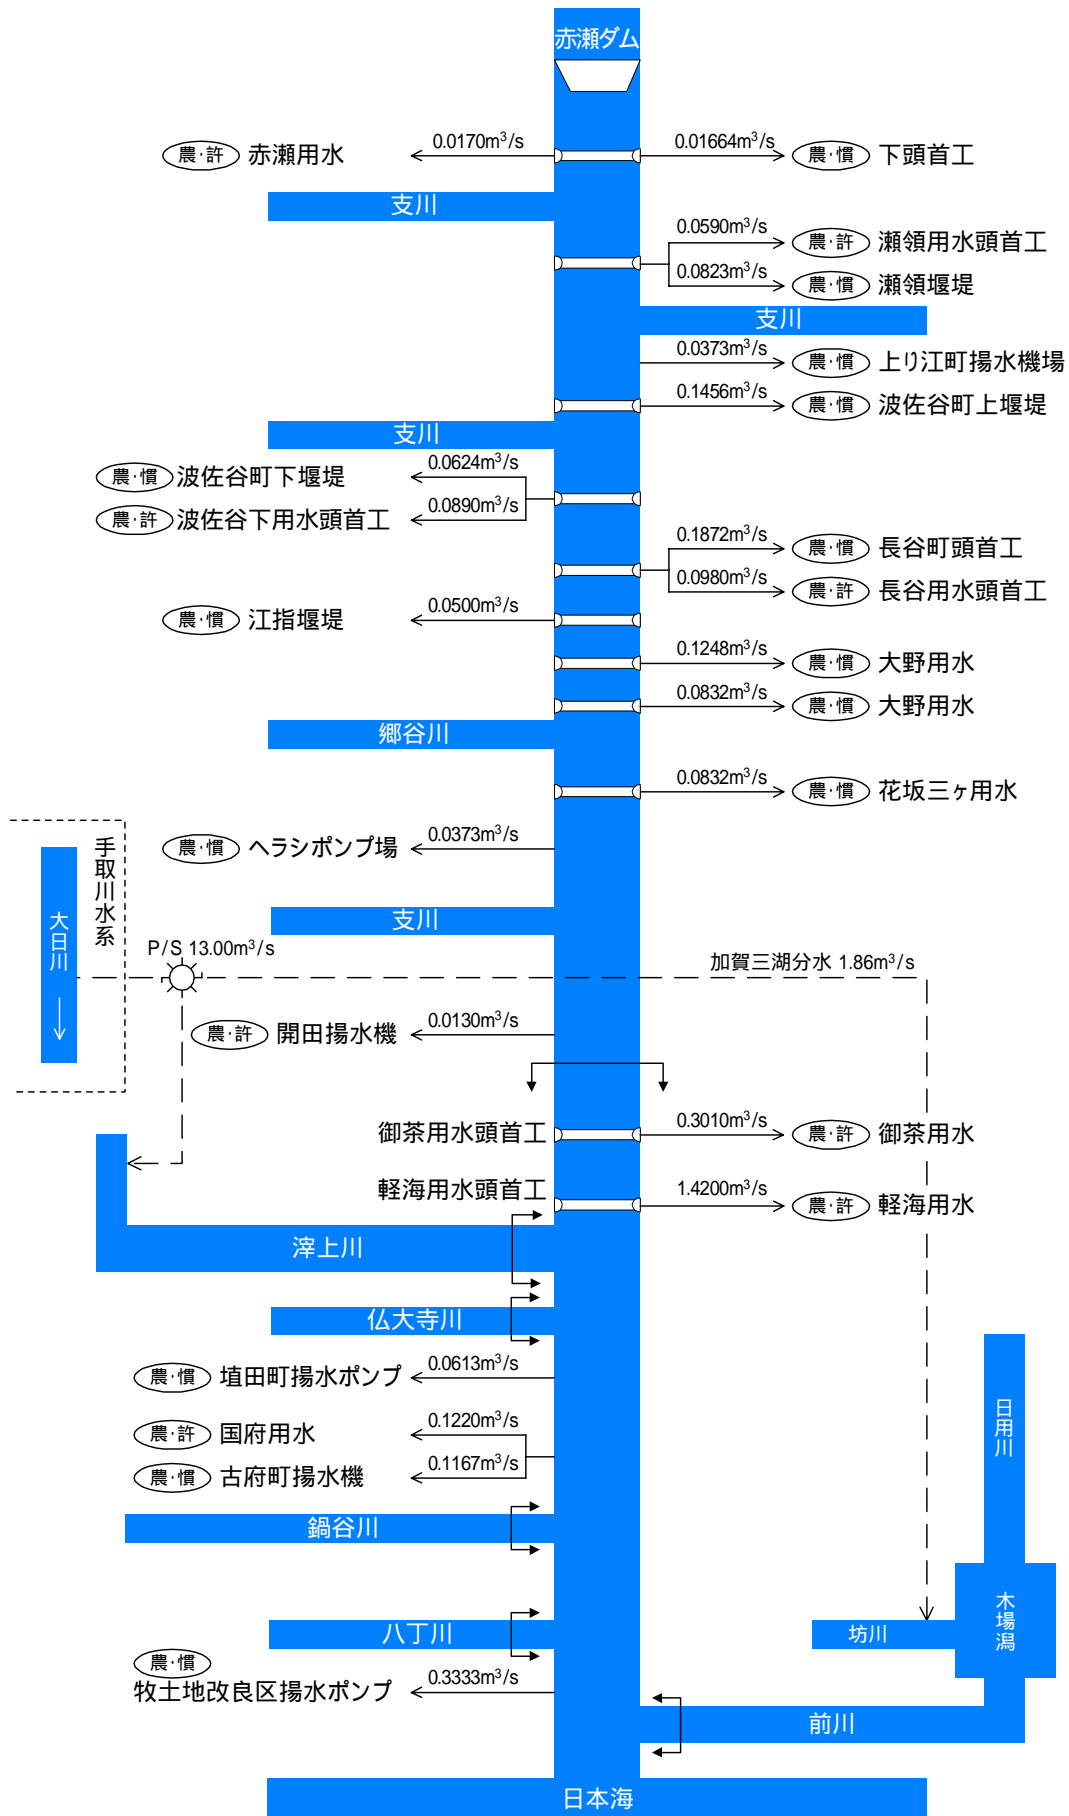 赤瀬ダム
農・許 赤瀬用水 0.0170m³/s
0.01664m³/s 農・慣 下頭首工
支川
0.0590m³/s 農・許 瀬領用水頭首工
0.0823m³/s 農・慣 瀬領堰堤
支川
0.0373m³/s 農・慣 上り江町揚水機場
0.1456m³/s 農・慣 波佐谷町上堰堤
支川
農・慣 波佐谷町下堰堤 0.0624m³/s
農・許 波佐谷下用水頭首工 0.0890m³/s
0.1872m³/s 農・慣 長谷町頭首工
0.0980m³/s 農・許 長谷用水頭首工
農・慣 江指堰堤 0.0500m³/s
0.1248m³/s 農・慣 大野用水
0.0832m³/s 農・慣 大野用水
郷谷川
0.0832m³/s 農・慣 花坂三ヶ用水
農・慣 ヘラシポンプ場 0.0373m³/s
手取川水系
大日川
支川
P/S 13.00m³/s
加賀三湖分水 1.86m³/s
農・許 開田揚水機 0.0130m³/s
御茶用水頭首工 0.3010m³/s 農・許 御茶用水
軽海用水頭首工 1.4200m³/s 農・許 軽海用水
滓上川
仏大寺川
農・慣 埴田町揚水ポンプ 0.0613m³/s
農・許 国府用水 0.1220m³/s
農・慣 古府町揚水機 0.1167m³/s
日用川
鍋谷川
木場潟
八丁川
坊川
農・慣
牧土地改良区揚水ポンプ 0.3333m³/s
前川
日本海